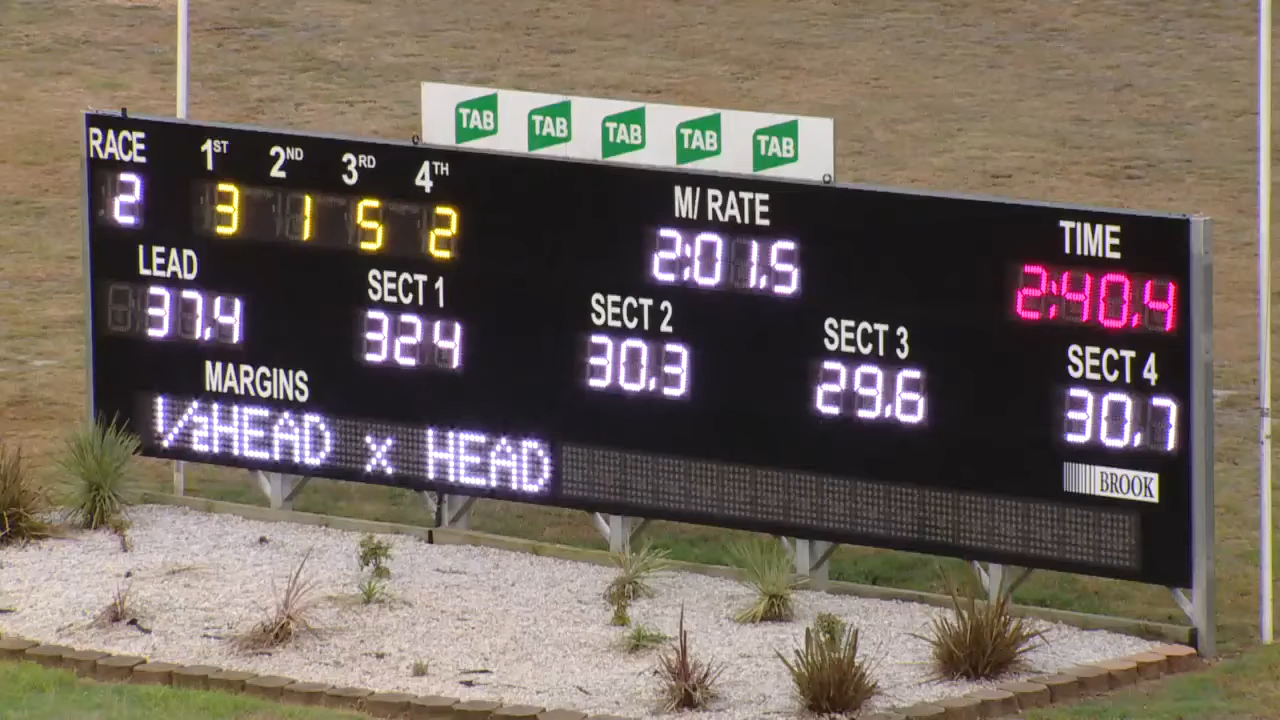 TAB TAB TAB TAB TAB
RACE 1ST 2ND 3RD 4TH M/ RATE TIME
2 3 1 5 2 2:01.5 2:40.4
LEAD SECT 1 SECT 2 SECT 3 SECT 4
37.4 32 4 30.3 29.6 30.7
MARGINS
1/2HEAD x HEAD
BROOK